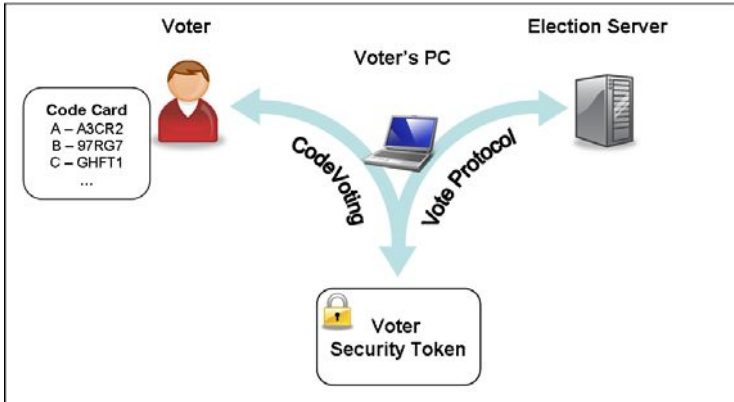 Voter
Election Server
Voter's PC
Code Card
A – A3CR2
B – 97RG7
C – GHFT1
...
CodeVoting
Vote Protocol
Voter
Security Token